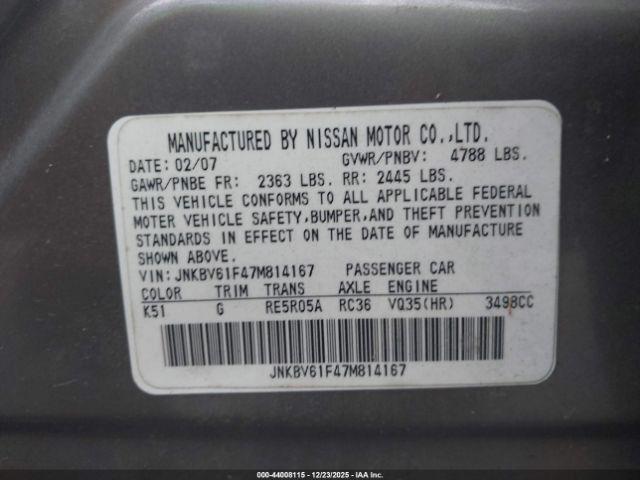 MANUFACTURED BY NISSAN MOTOR CO.,LTD.
DATE: 02/07 GVWR/PNBV: 4788 LBS.
GAWR/PNBE FR: 2363 LBS. RR: 2445 LBS.
THIS VEHICLE CONFORMS TO ALL APPLICABLE FEDERAL
MOTOR VEHICLE SAFETY,BUMPER,AND THEFT PREVENTION
STANDARDS IN EFFECT ON THE DATE OF MANUFACTURE
SHOWN ABOVE.
VIN: JNKBV61F47M814167 PASSENGER CAR
COLOR TRIM TRANS AXLE ENGINE
K51 G RE5R05A RC36 VQ35(HR) 3498CC
JNKBV61F47M814167
000-44008115 - 12/23/2025 - IAAI.com